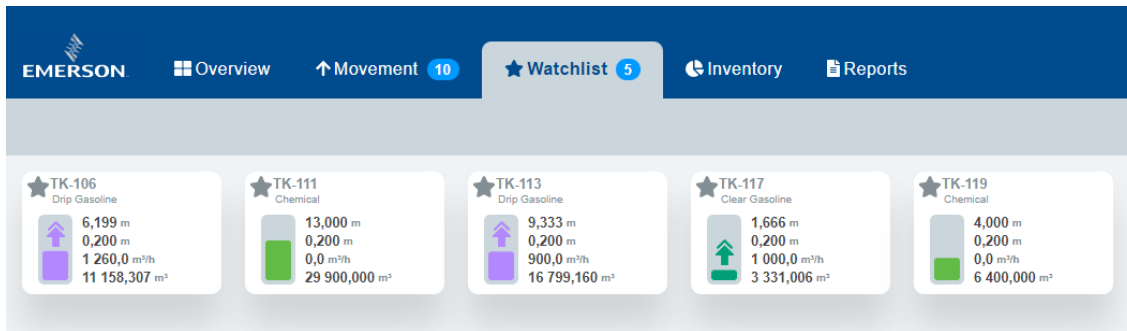 EMERSON.
Overview
Movement 10
Watchlist 5
Inventory
Reports
TK-106
Drip Gasoline
6,199 m
0,200 m
1 260,0 m³/h
11 158,307 m³
TK-111
Chemical
13,000 m
0,200 m
0,0 m³/h
29 900,000 m³
TK-113
Drip Gasoline
9,333 m
0,200 m
900,0 m³/h
16 799,160 m³
TK-117
Clear Gasoline
1,666 m
0,200 m
1 000,0 m³/h
3 331,006 m³
TK-119
Chemical
4,000 m
0,200 m
0,0 m³/h
6 400,000 m³